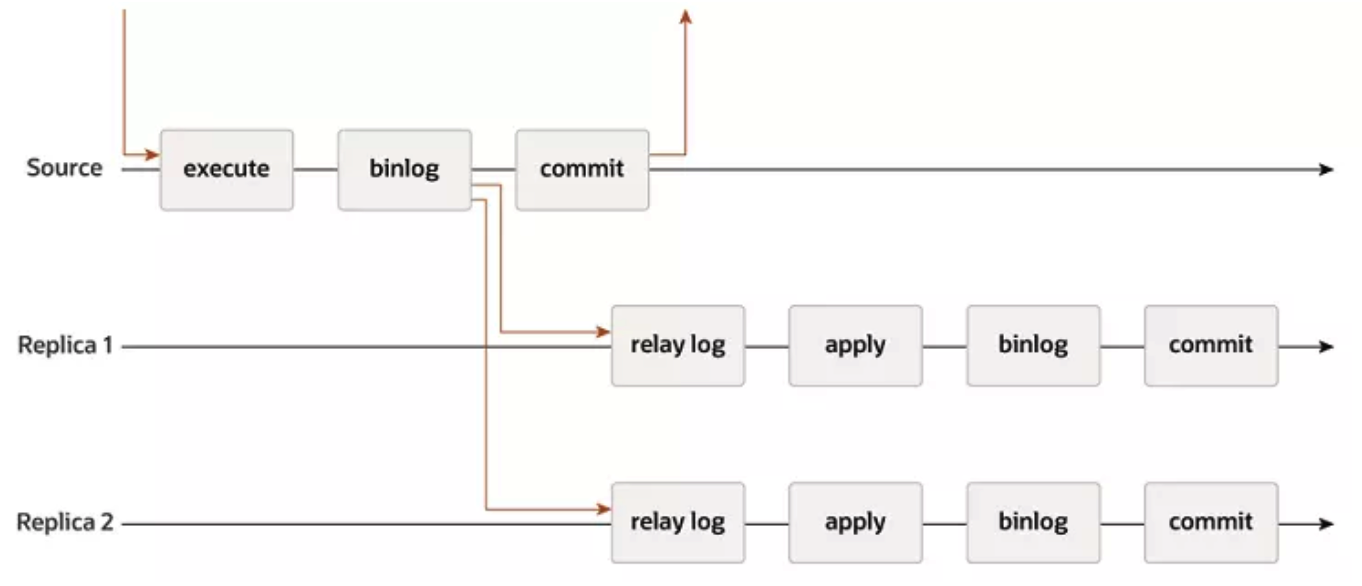 Source execute binlog commit
Replica 1 relay log apply binlog commit
Replica 2 relay log apply binlog commit